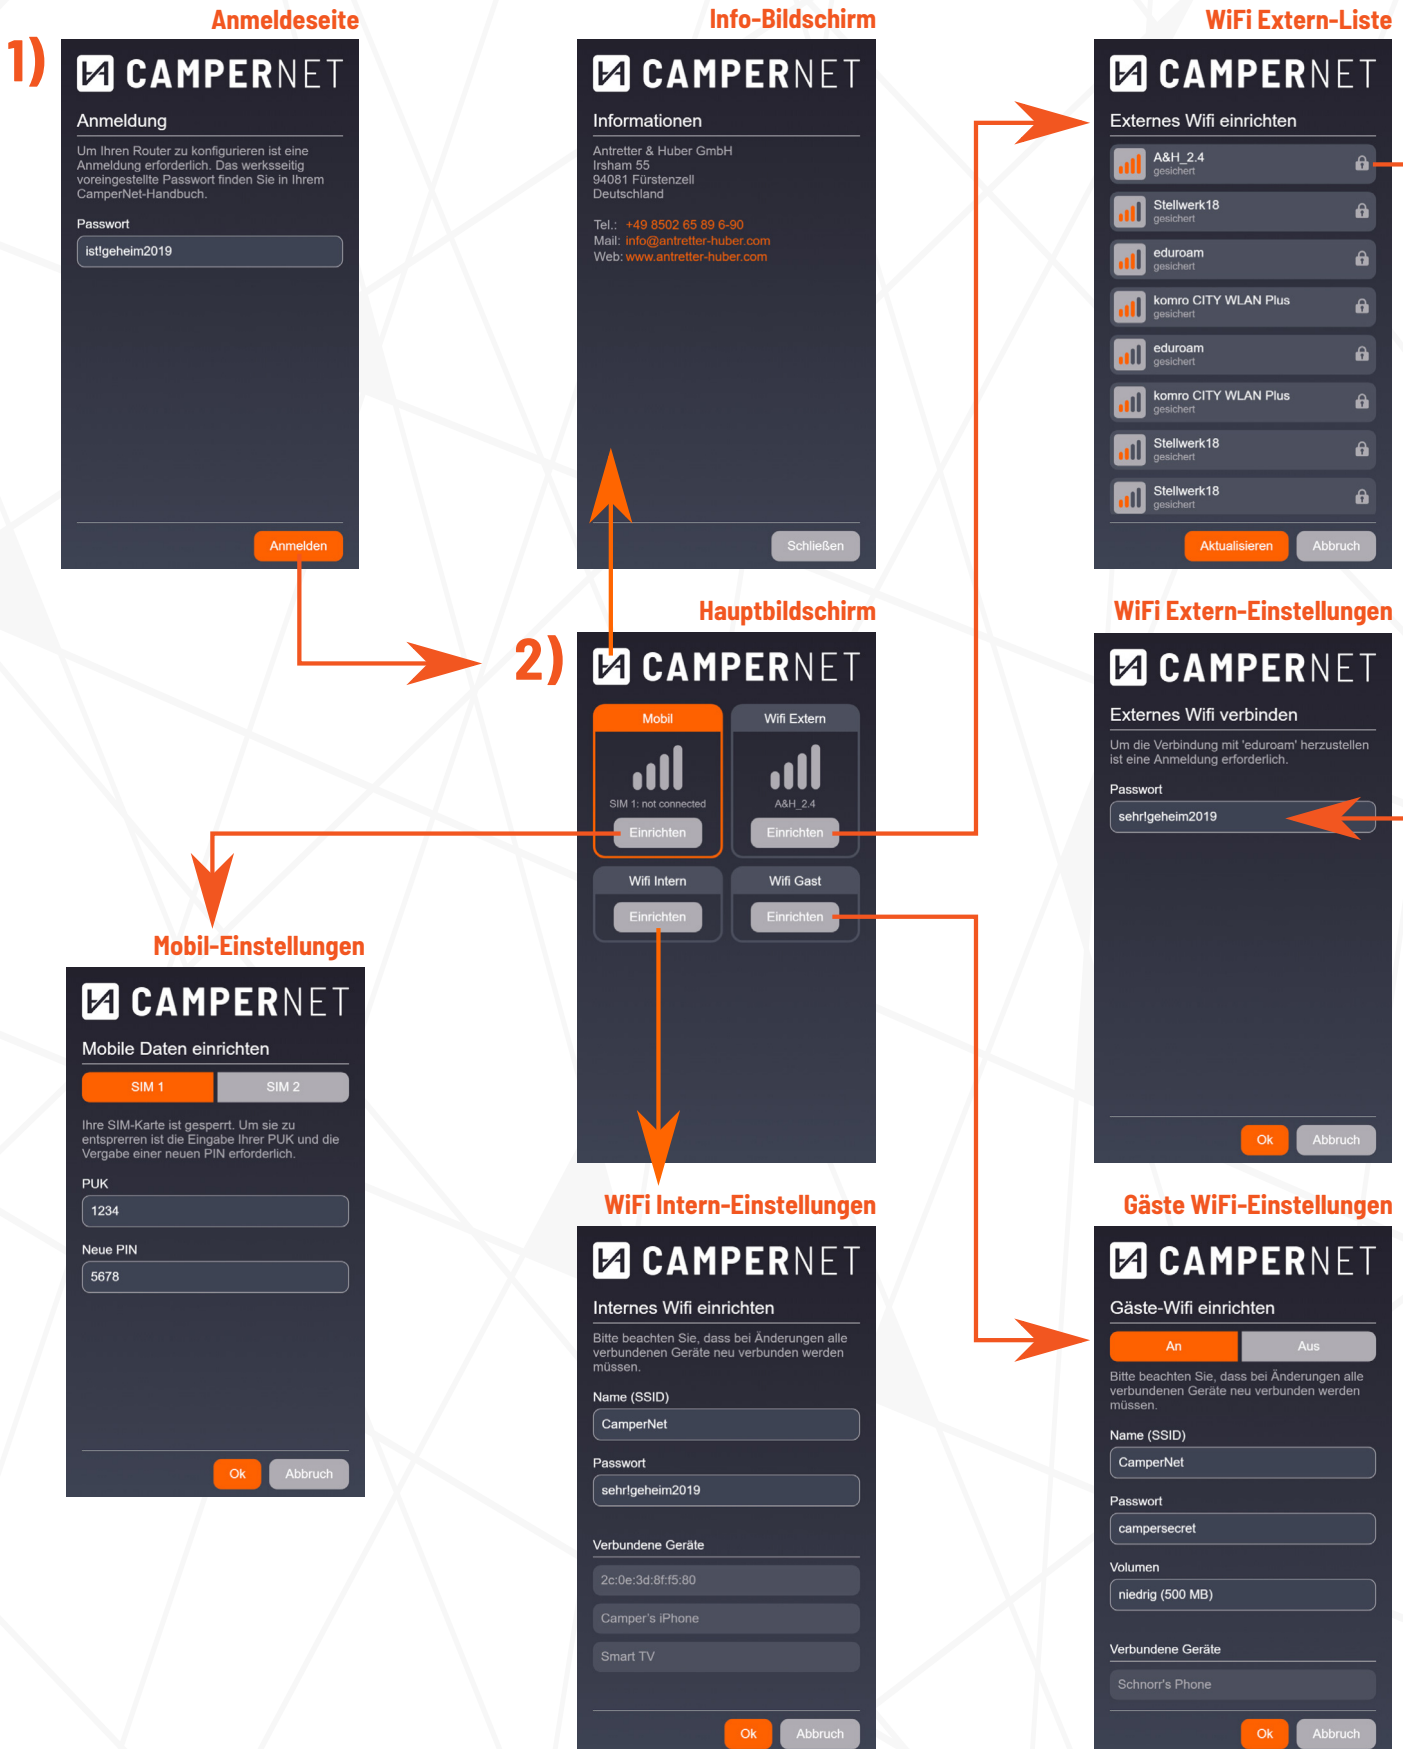 Anmeldeseite
1)
CAMPERNET
Anmeldung
Um Ihren Router zu konfigurieren ist eine
Anmeldung erforderlich. Das werksseitig
voreingestellte Passwort finden Sie in Ihrem
CamperNet-Handbuch.
Passwort
ist!geheim2019
Anmelden
Info-Bildschirm
CAMPERNET
Informationen
Antretter & Huber GmbH
Irsham 55
94081 Fürstenzell
Deutschland
Tel.: +49 8502 65 89 6-90
Mail: info@antretter-huber.com
Web: www.antretter-huber.com
Schließen
WiFi Extern-Liste
CAMPERNET
Externes Wifi einrichten
A&H_2.4
gesichert
Stellwerk18
gesichert
eduroam
gesichert
komro CITY WLAN Plus
gesichert
eduroam
gesichert
komro CITY WLAN Plus
gesichert
Stellwerk18
gesichert
Stellwerk18
gesichert
Aktualisieren Abbruch
Hauptbildschirm
2)
CAMPERNET
Mobil Wifi Extern
SIM 1: not connected A&H_2.4
Einrichten Einrichten
Wifi Intern Wifi Gast
Einrichten Einrichten
WiFi Extern-Einstellungen
CAMPERNET
Externes Wifi verbinden
Um die Verbindung mit 'eduroam' herzustellen
ist eine Anmeldung erforderlich.
Passwort
sehr!geheim2019
Ok Abbruch
Mobil-Einstellungen
CAMPERNET
Mobile Daten einrichten
SIM 1 SIM 2
Ihre SIM-Karte ist gesperrt. Um sie zu
entsprerren ist die Eingabe Ihrer PUK und die
Vergabe einer neuen PIN erforderlich.
PUK
1234
Neue PIN
5678
Ok Abbruch
WiFi Intern-Einstellungen
CAMPERNET
Internes Wifi einrichten
Bitte beachten Sie, dass bei Änderungen alle
verbundenen Geräte neu verbunden werden
müssen.
Name (SSID)
CamperNet
Passwort
sehr!geheim2019
Verbundene Geräte
2c:0e:3d:8f:f5:80
Camper's iPhone
Smart TV
Ok Abbruch
Gäste WiFi-Einstellungen
CAMPERNET
Gäste-Wifi einrichten
An Aus
Bitte beachten Sie, dass bei Änderungen alle
verbundenen Geräte neu verbunden werden
müssen.
Name (SSID)
CamperNet
Passwort
campersecret
Volumen
niedrig (500 MB)
Verbundene Geräte
Schnorr's Phone
Ok Abbruch